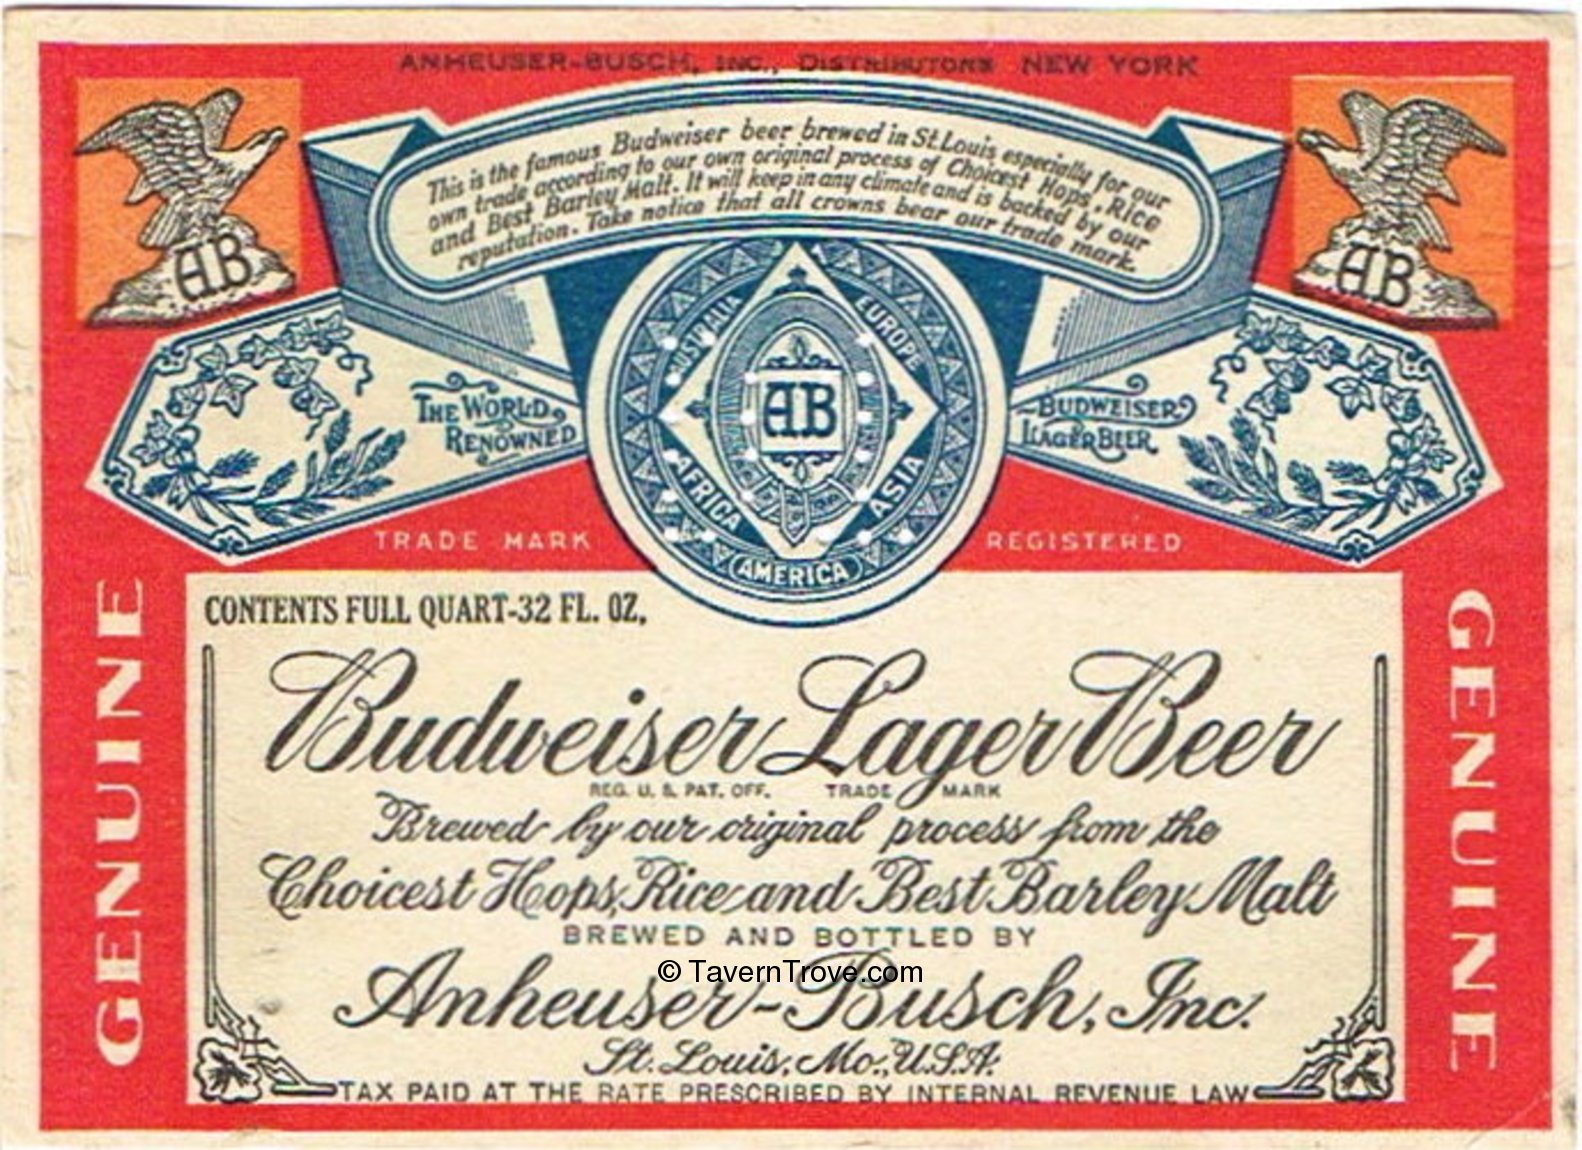 ANHEUSER-BUSCH, INC., DISTRIBUTORS NEW YORK
This is the famous Budweiser beer brewed in St. Louis especially for our
own trade according to our own original process of Choicest Hops, Rice
and Best Barley Malt. It will keep in any climate and is backed by our
reputation. Take notice that all crowns bear our trade mark.
AB
AB
AUSTRALIA
EUROPE
THE WORLD
RENOWNED
AB
BUDWEISER
LAGER BEER
AFRICA
ASIA
AMERICA
TRADE MARK
REGISTERED
GENUINE
GENUINE
CONTENTS FULL QUART-32 FL. OZ.
Budweiser Lager Beer
REG. U. S. PAT. OFF. TRADE MARK
Brewed by our original process from the
Choicest Hops, Rice and Best Barley Malt
BREWED AND BOTTLED BY
© TavernTrove.com
Anheuser-Busch, Inc.
St. Louis, Mo., U.S.A.
TAX PAID AT THE RATE PRESCRIBED BY INTERNAL REVENUE LAW